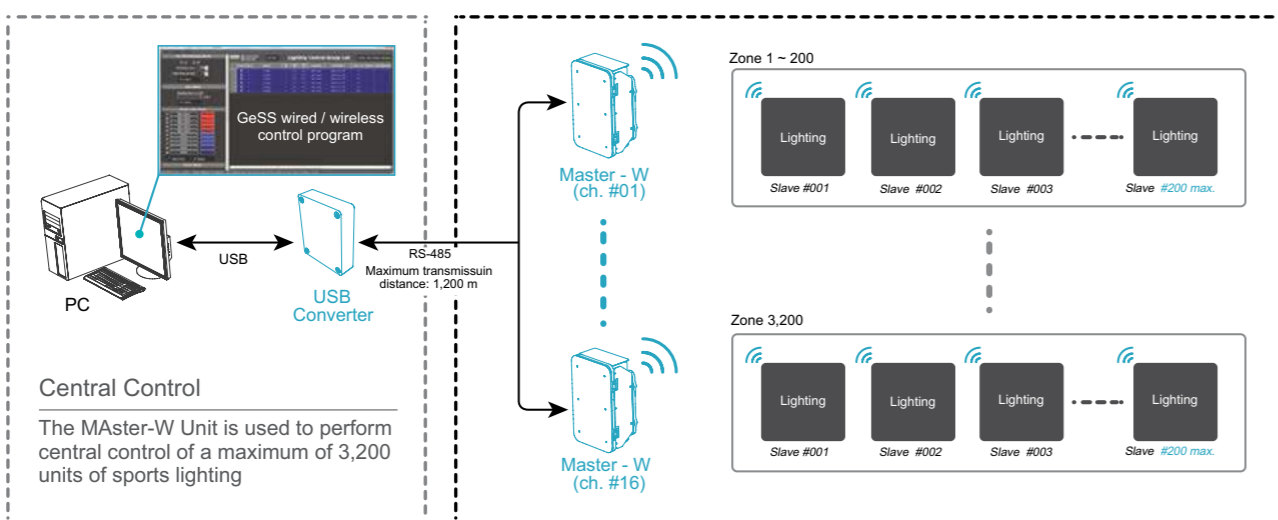 GeSS wired / wireless
control program
PC
USB
USB
Converter
RS-485
Maximum transmissuin
distance: 1,200 m
Central Control
The MAster-W Unit is used to perform
central control of a maximum of 3,200
units of sports lighting
Master - W
(ch. #01)
Master - W
(ch. #16)
Zone 1 ~ 200
Lighting
Lighting
Lighting
Lighting
Slave #001
Slave #002
Slave #003
Slave #200 max.
Zone 3,200
Lighting
Lighting
Lighting
Lighting
Slave #001
Slave #002
Slave #003
Slave #200 max.